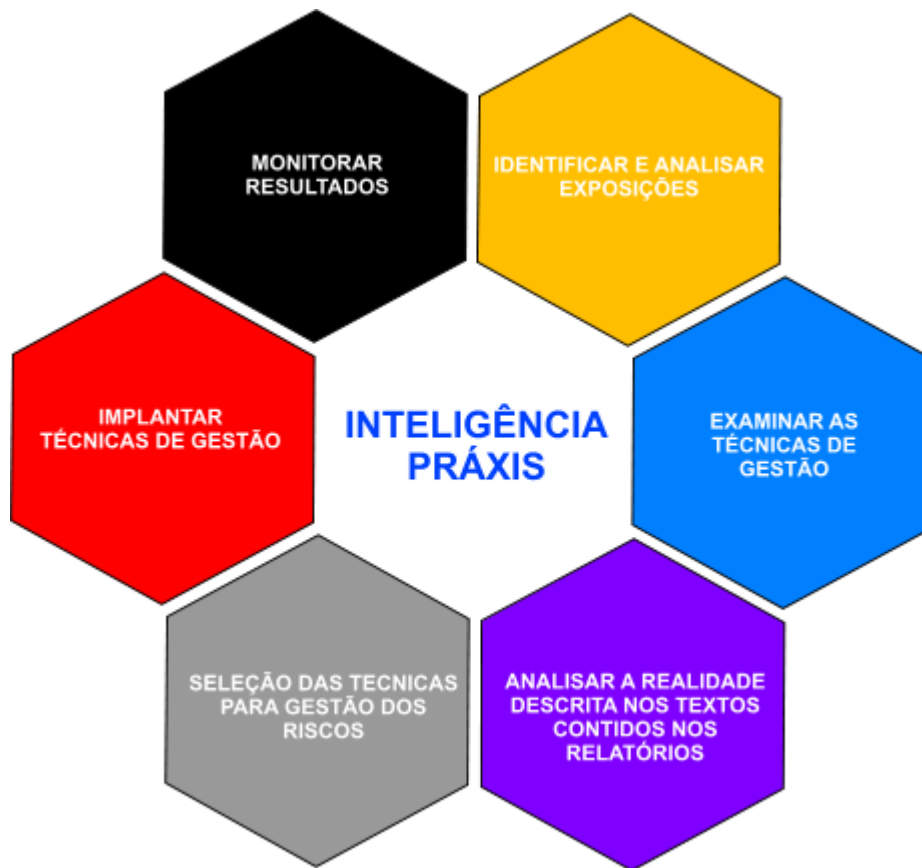 MONITORAR
RESULTADOS
IDENTIFICAR E ANALISAR
EXPOSIÇÕES
IMPLANTAR
TÉCNICAS DE GESTÃO
INTELIGÊNCIA
PRÁXIS
EXAMINAR AS
TÉCNICAS DE
GESTÃO
SELEÇÃO DAS TECNICAS
PARA GESTÃO DOS
RISCOS
ANALISAR A REALIDADE
DESCRITA NOS TEXTOS
CONTIDOS NOS
RELATÓRIOS